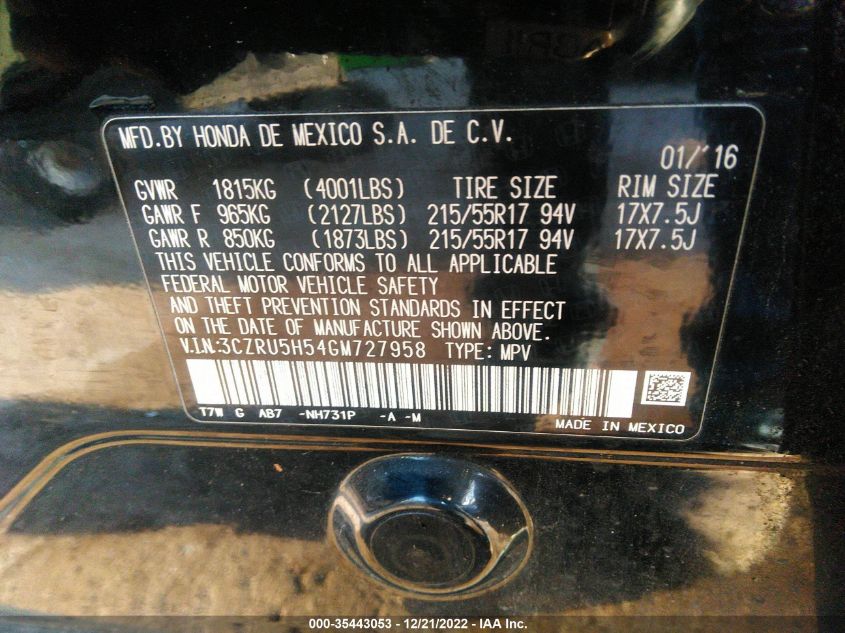 MFD.BY HONDA DE MEXICO S.A. DE C.V.
01/'16
GVWR 1815KG (4001LBS) TIRE SIZE RIM SIZE
GAWR F 965KG (2127LBS) 215/55R17 94V 17X7.5J
GAWR R 850KG (1873LBS) 215/55R17 94V 17X7.5J
THIS VEHICLE CONFORMS TO ALL APPLICABLE
FEDERAL MOTOR VEHICLE SAFETY
AND THEFT PREVENTION STANDARDS IN EFFECT
ON THE DATE OF MANUFACTURE SHOWN ABOVE.
V.I.N:3CZRU5H54GM727958 TYPE: MPV
T7W G AB7 -NH731P -A -M
MADE IN MEXICO
000-35443053 - 12/21/2022 - IAA Inc.